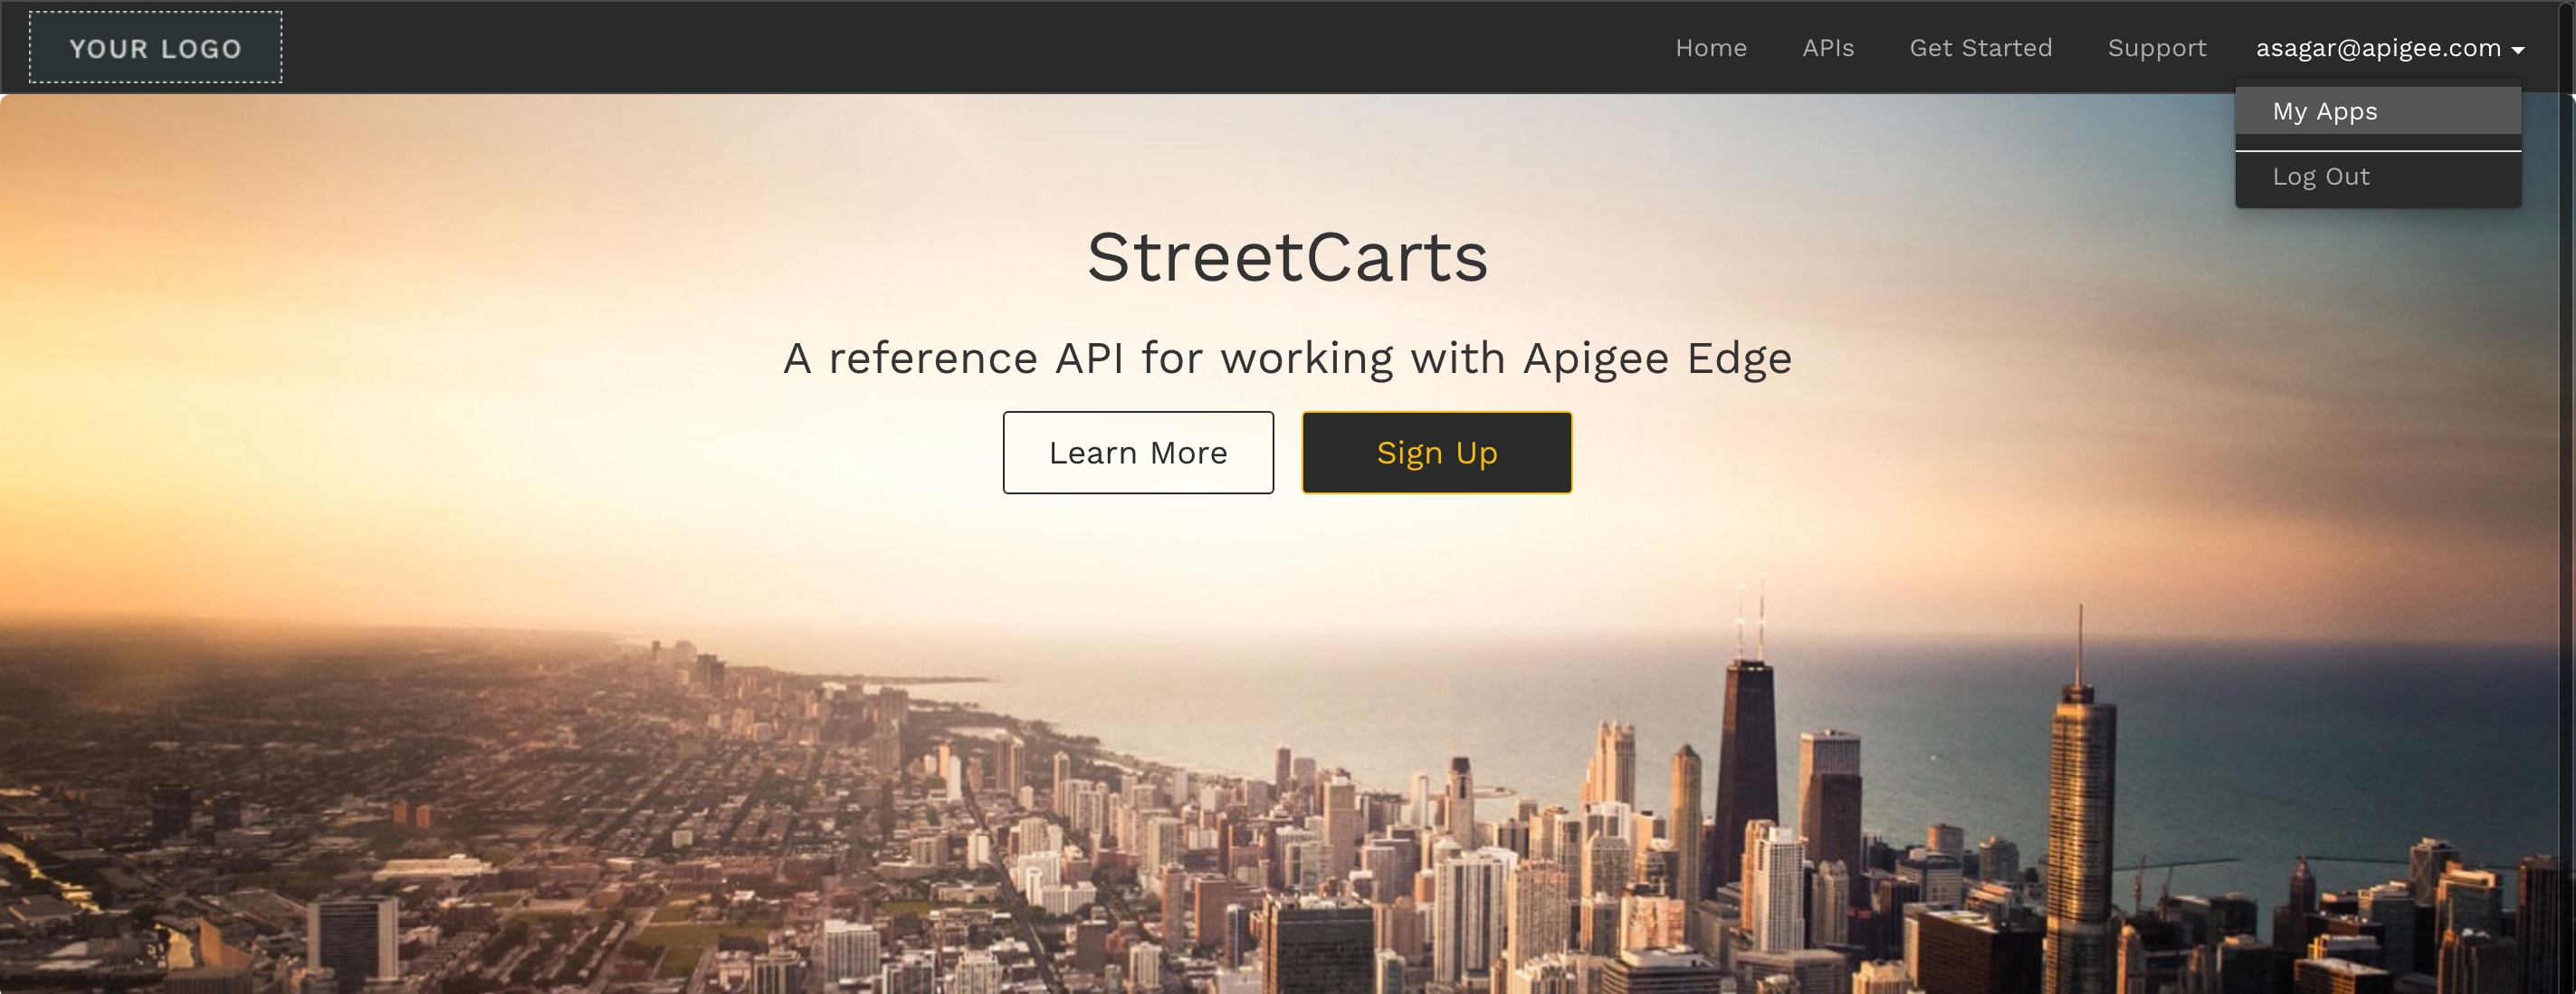 YOUR LOGO
Home APIs Get Started Support asagar@apigee.com
My Apps
Log Out
StreetCarts
A reference API for working with Apigee Edge
Learn More Sign Up